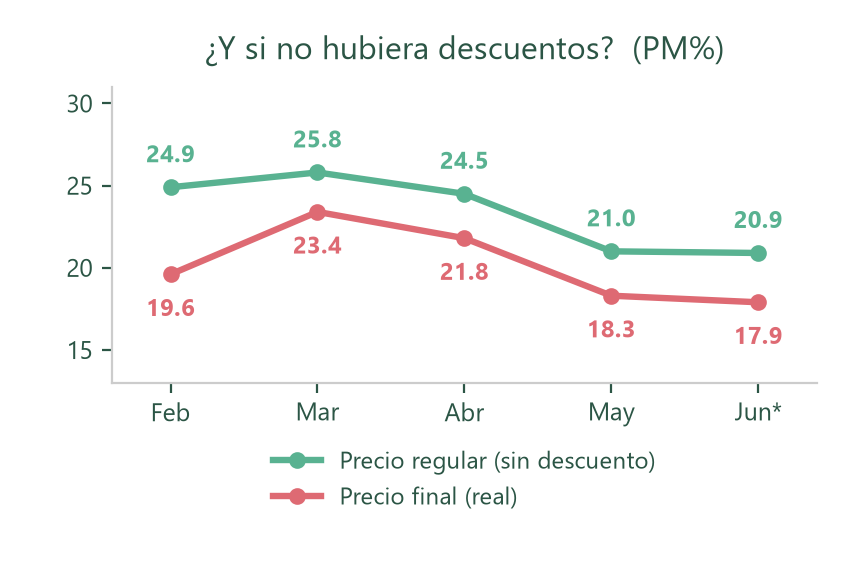 ¿Y si no hubiera descuentos?  (PM%)
30
25
20
15
24.9
25.8
24.5
21.0
20.9
19.6
23.4
21.8
18.3
17.9
Feb
Mar
Abr
May
Jun*
Precio regular (sin descuento)
Precio final (real)